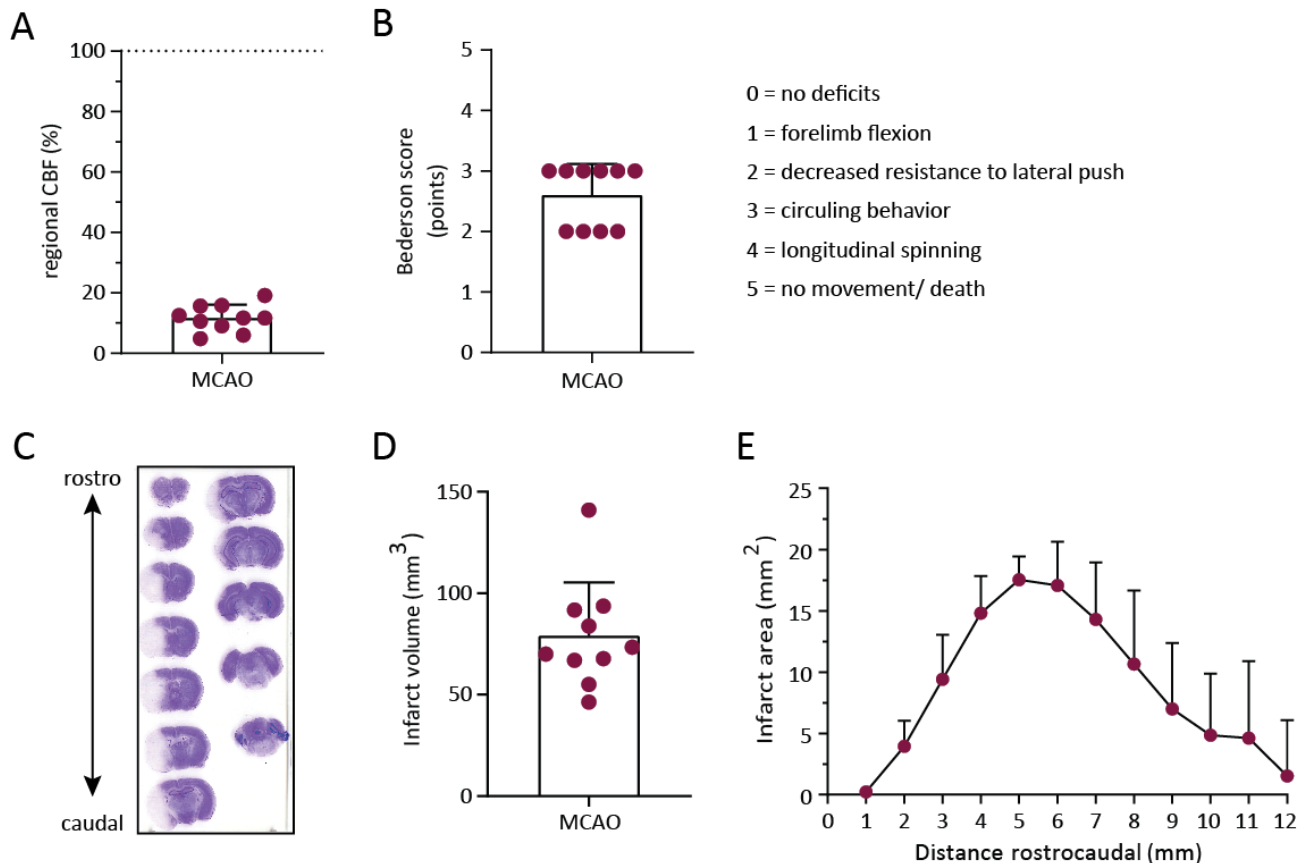 A
regional CBF (%)
100
80
60
40
20
0
MCAO
B
Bederson score
(points)
5
4
3
2
1
0
MCAO
0 = no deficits
1 = forelimb flexion
2 = decreased resistance to lateral push
3 = circuling behavior
4 = longitudinal spinning
5 = no movement/ death
C
rostro
caudal
D
Infarct volume (mm³)
150
100
50
0
MCAO
E
Infarct area (mm²)
25
20
15
10
5
0
0 1 2 3 4 5 6 7 8 9 10 11 12
Distance rostrocaudal (mm)